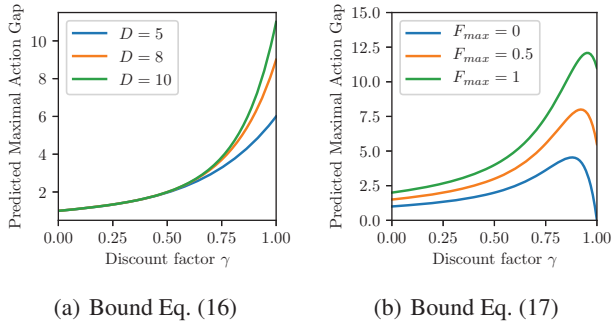 Predicted Maximal Action Gap
10
8
6
4
2
D = 5
D = 8
D = 10
0.00 0.25 0.50 0.75 1.00
Discount factor γ
(a) Bound Eq. (16)
Predicted Maximal Action Gap
15.0
12.5
10.0
7.5
5.0
2.5
0.0
F_max = 0
F_max = 0.5
F_max = 1
0.00 0.25 0.50 0.75 1.00
Discount factor γ
(b) Bound Eq. (17)